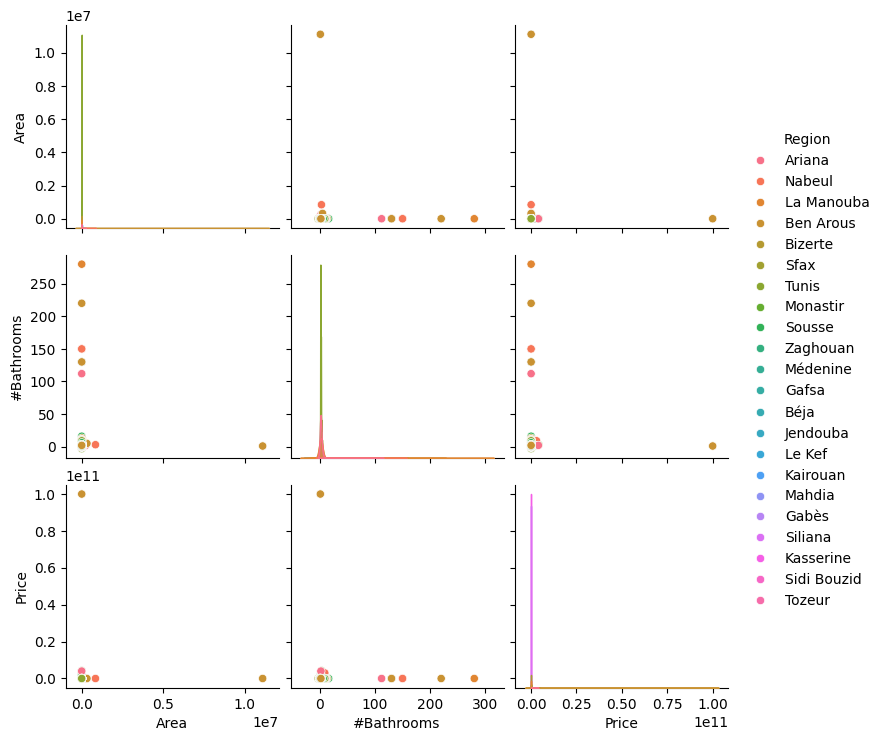 1e7
1.0
0.8
0.6
0.4
0.2
0.0
Area
250
200
150
100
50
0
#Bathrooms
1e11
1.0
0.8
0.6
0.4
0.2
0.0
Price
0.0 0.5 1.0
1e7
Area
0 100 200 300
#Bathrooms
0.00 0.25 0.50 0.75 1.00
1e11
Price
Region
Ariana
Nabeul
La Manouba
Ben Arous
Bizerte
Sfax
Tunis
Monastir
Sousse
Zaghouan
Médenine
Gafsa
Béja
Jendouba
Le Kef
Kairouan
Mahdia
Gabès
Siliana
Kasserine
Sidi Bouzid
Tozeur